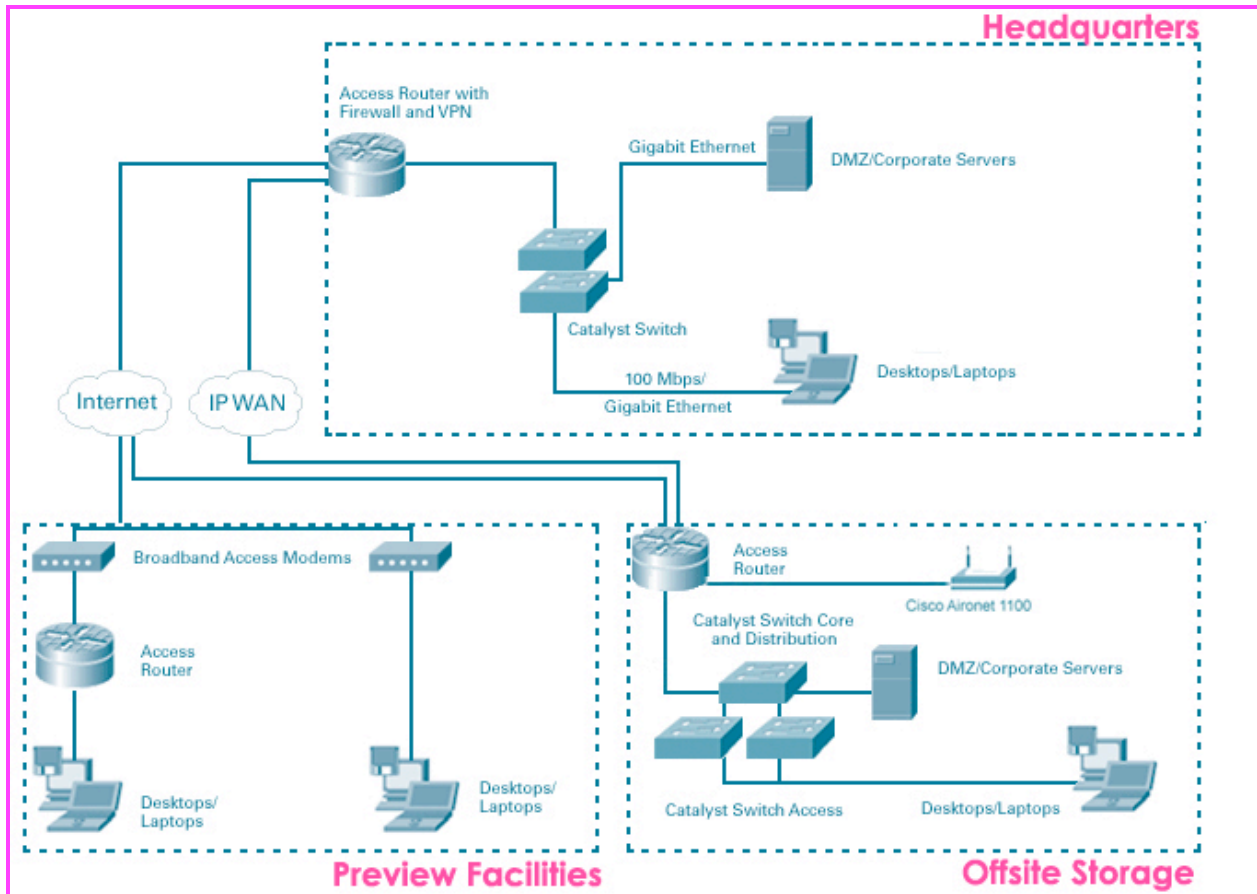 Headquarters
Access Router with
Firewall and VPN
Gigabit Ethernet
DMZ/Corporate Servers
Catalyst Switch
100 Mbps/
Gigabit Ethernet
Desktops/Laptops
Internet
IP WAN
Broadband Access Modems
Access
Router
Desktops/
Laptops
Desktops/
Laptops
Preview Facilities
Access
Router
Cisco Aironet 1100
Catalyst Switch Core
and Distribution
DMZ/Corporate Servers
Catalyst Switch Access
Desktops/Laptops
Offsite Storage